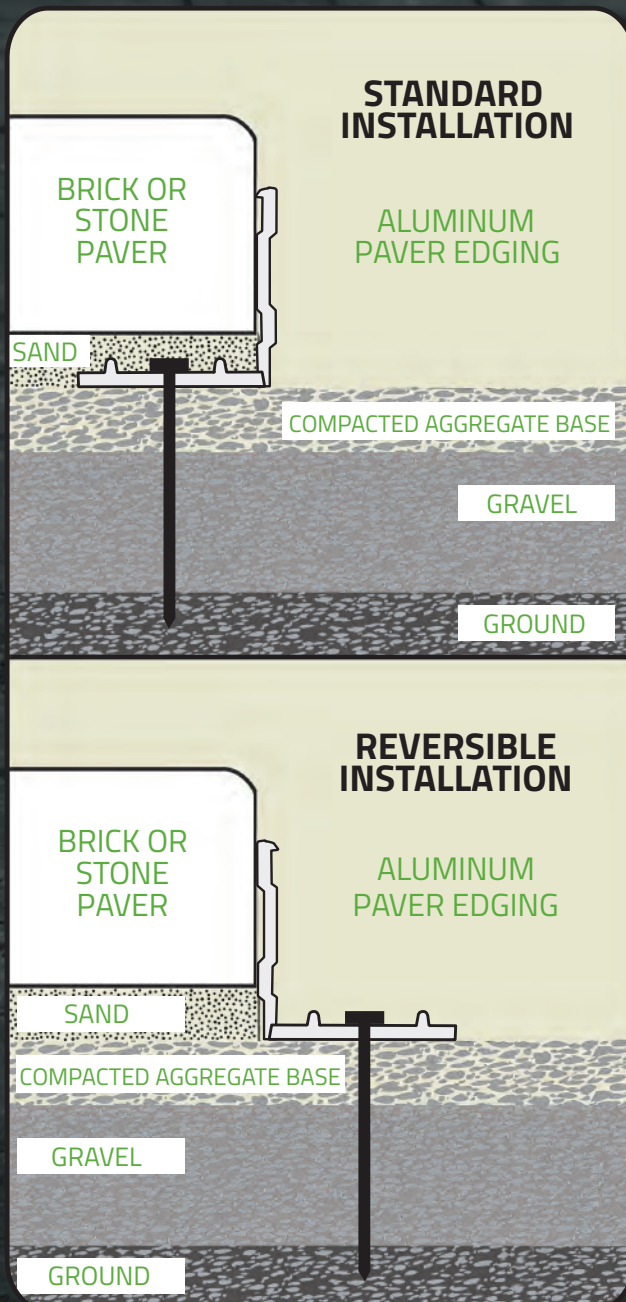 STANDARD
INSTALLATION
BRICK OR
STONE
PAVER
ALUMINUM
PAVER EDGING
SAND
COMPACTED AGGREGATE BASE
GRAVEL
GROUND
REVERSIBLE
INSTALLATION
BRICK OR
STONE
PAVER
ALUMINUM
PAVER EDGING
SAND
COMPACTED AGGREGATE BASE
GRAVEL
GROUND